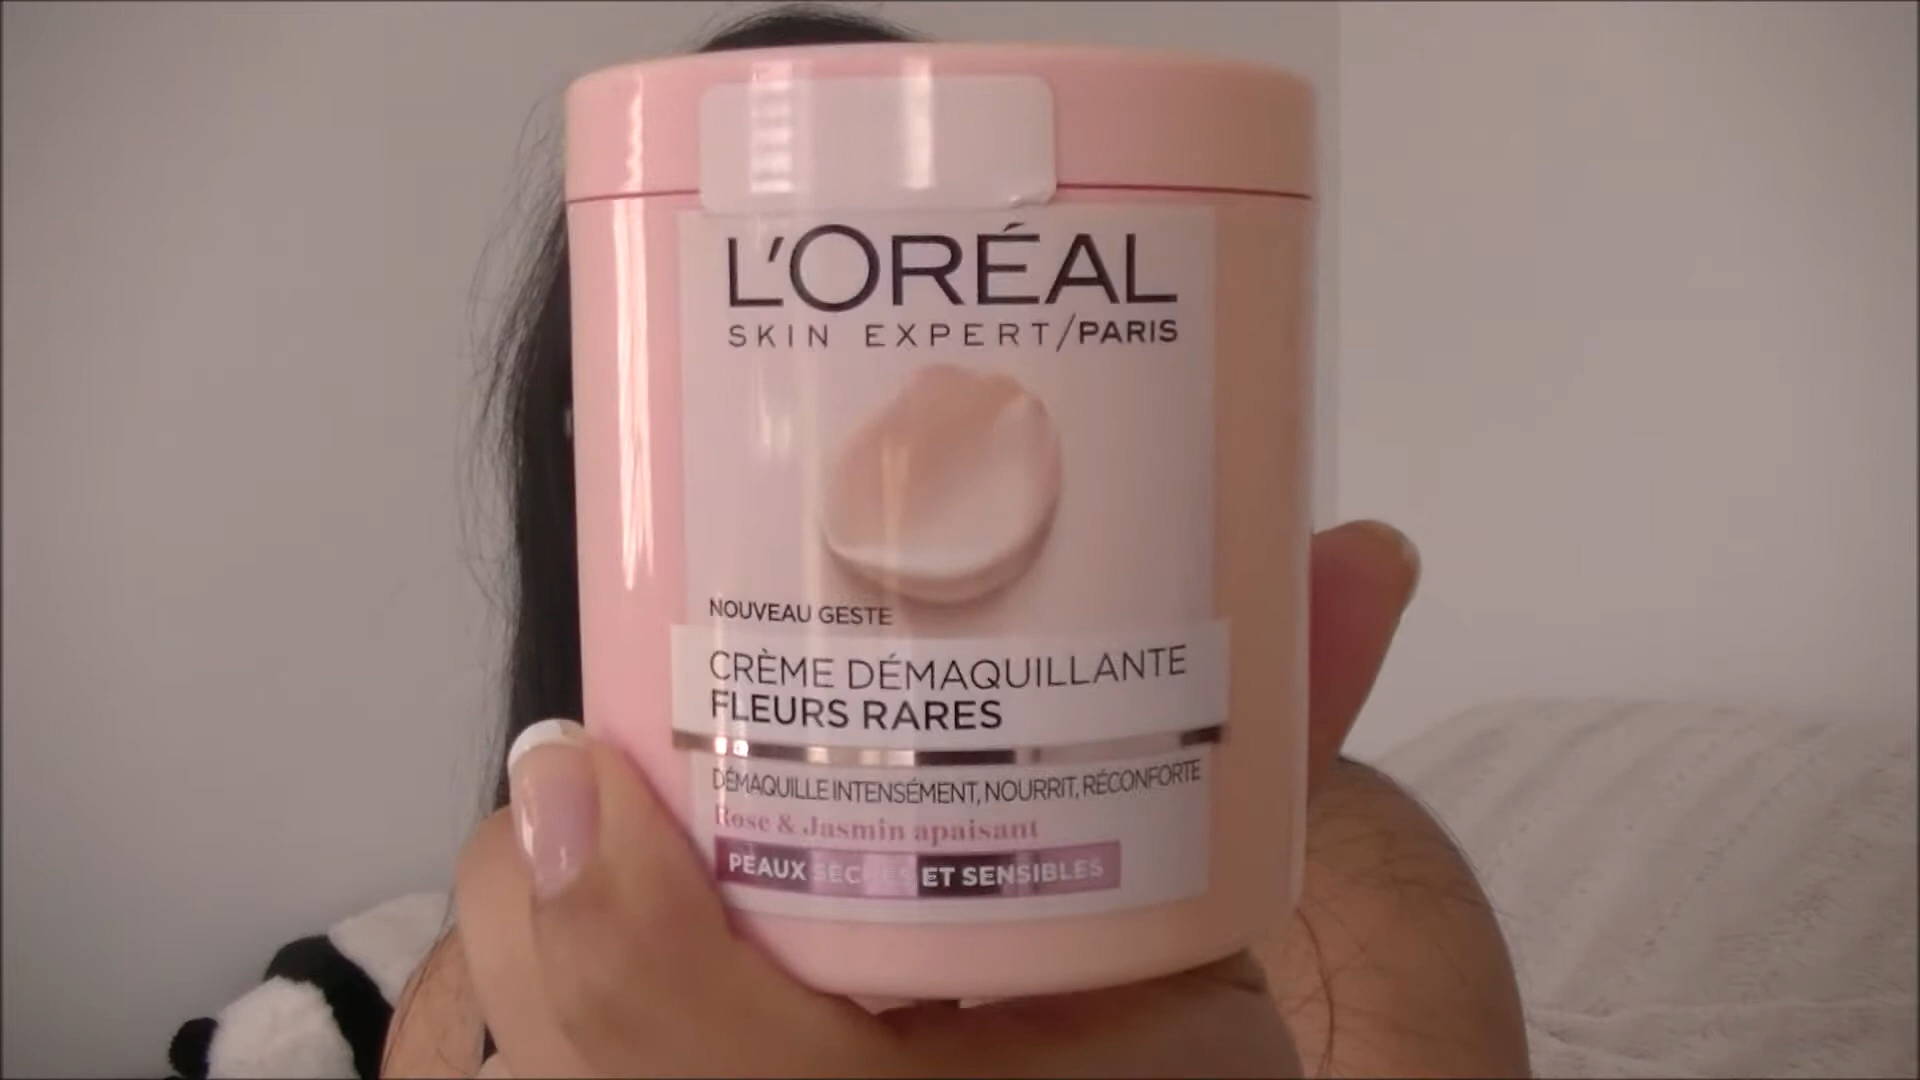 L'ORÉAL
SKIN EXPERT/PARIS
NOUVEAU GESTE
CRÈME DÉMAQUILLANTE
FLEURS RARES
DÉMAQUILLE INTENSÉMENT, NOURRIT, RÉCONFORTE
Rose & Jasmin apaisant
PEAUX SÈCHES ET SENSIBLES